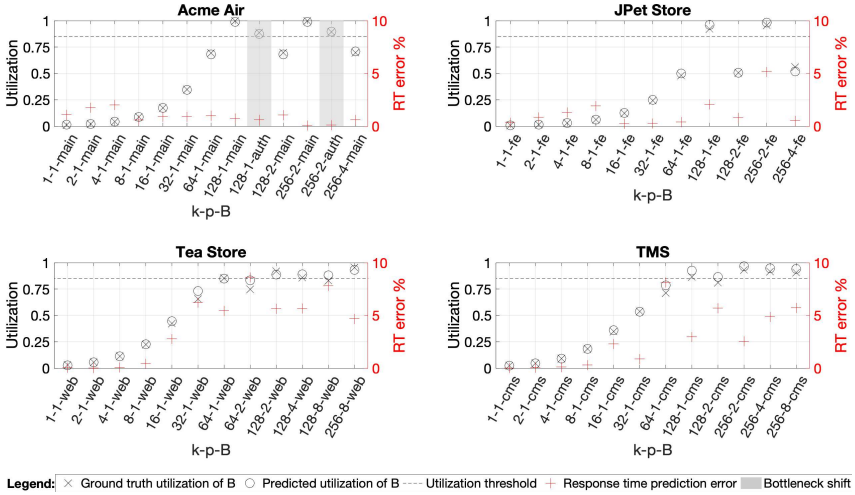 Acme Air
1
0.75
0.5
0.25
0
Utilization
10
5
0
RT error %
1-1-main
2-1-main
4-1-main
8-1-main
16-1-main
32-1-main
64-1-main
128-1-main
128-1-auth
128-2-main
256-2-main
256-2-auth
256-4-main
k-p-B
JPet Store
1
0.75
0.5
0.25
0
Utilization
10
5
0
RT error %
1-1-fe
2-1-fe
4-1-fe
8-1-fe
16-1-fe
32-1-fe
64-1-fe
128-1-fe
128-2-fe
256-2-fe
256-4-fe
k-p-B
Tea Store
1
0.75
0.5
0.25
0
Utilization
10
5
0
RT error %
1-1-web
2-1-web
4-1-web
8-1-web
16-1-web
32-1-web
64-1-web
64-2-web
128-2-web
128-4-web
128-8-web
256-8-web
k-p-B
TMS
1
0.75
0.5
0.25
0
Utilization
10
5
0
RT error %
1-1-cms
2-1-cms
4-1-cms
8-1-cms
16-1-cms
32-1-cms
64-1-cms
128-1-cms
128-2-cms
256-2-cms
256-4-cms
256-8-cms
k-p-B
Legend: Ground truth utilization of B Predicted utilization of B Utilization threshold Response time prediction error Bottleneck shift